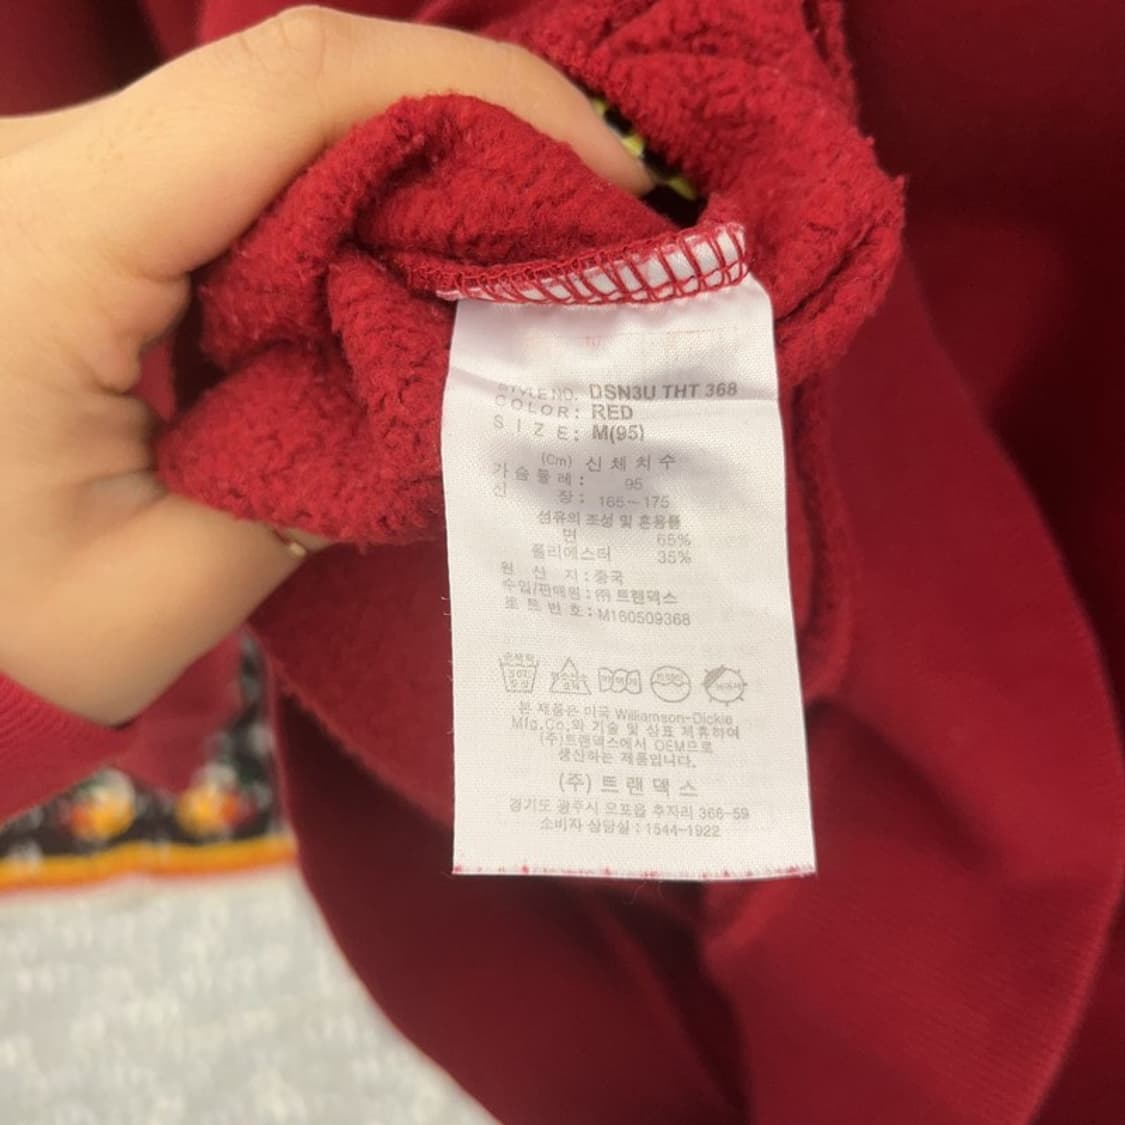 STYLE NO. DSN3U THT 368
COLOR: RED
SIZE: M(95)
(Cm) 신체치수
가슴둘레: 95
신 장: 165~175
섬유의 조성 및 혼용률
면 65%
폴리에스터 35%
원 산 지:중국
수입/판매원:㈜ 트랜덱스
로트번호:M160509368
본 제품은 미국 Williamson-Dickie
Mfg.Co.와 기술 및 상표 제휴하여
(주)트랜덱스에서 OEM으로
생산하는 제품입니다.
(주)트랜덱스
경기도 광주시 오포읍 추자리 366-59
소비자 상담실 : 1544-1922